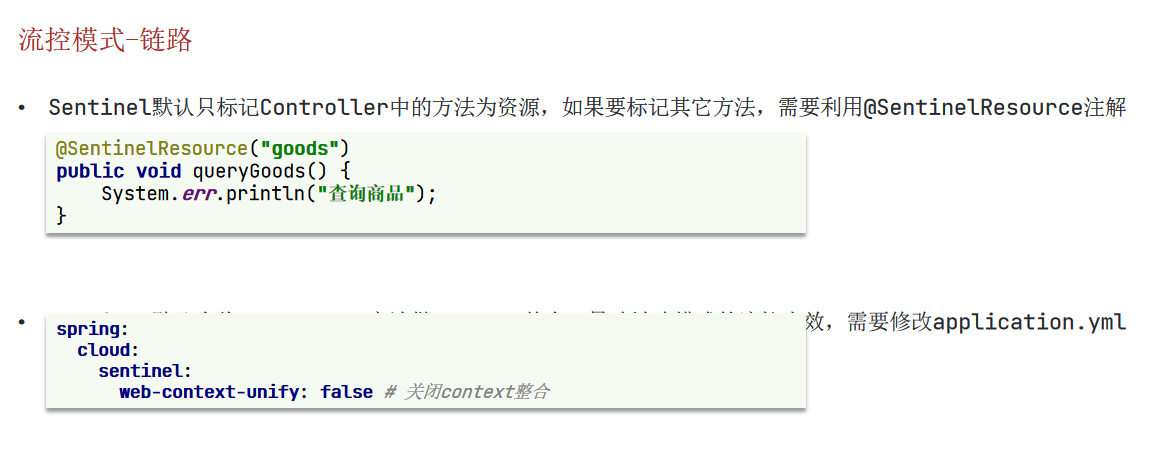 流控模式-链路
• Sentinel默认只标记Controller中的方法为资源，如果要标记其它方法，需要利用@SentinelResource注解
@SentinelResource("goods")
public void queryGoods() {
System.err.println("查询商品");
}
• 效，需要修改application.yml
spring:
cloud:
sentinel:
web-context-unify: false # 关闭context整合